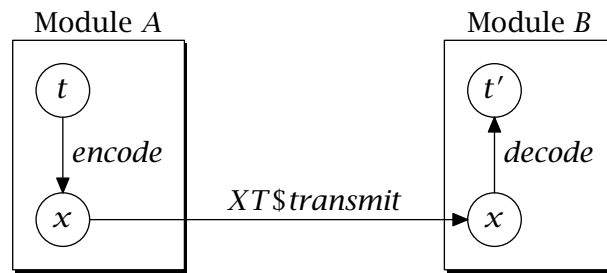 Module A
Module B
t
t′
encode
decode
XT$transmit
x
x